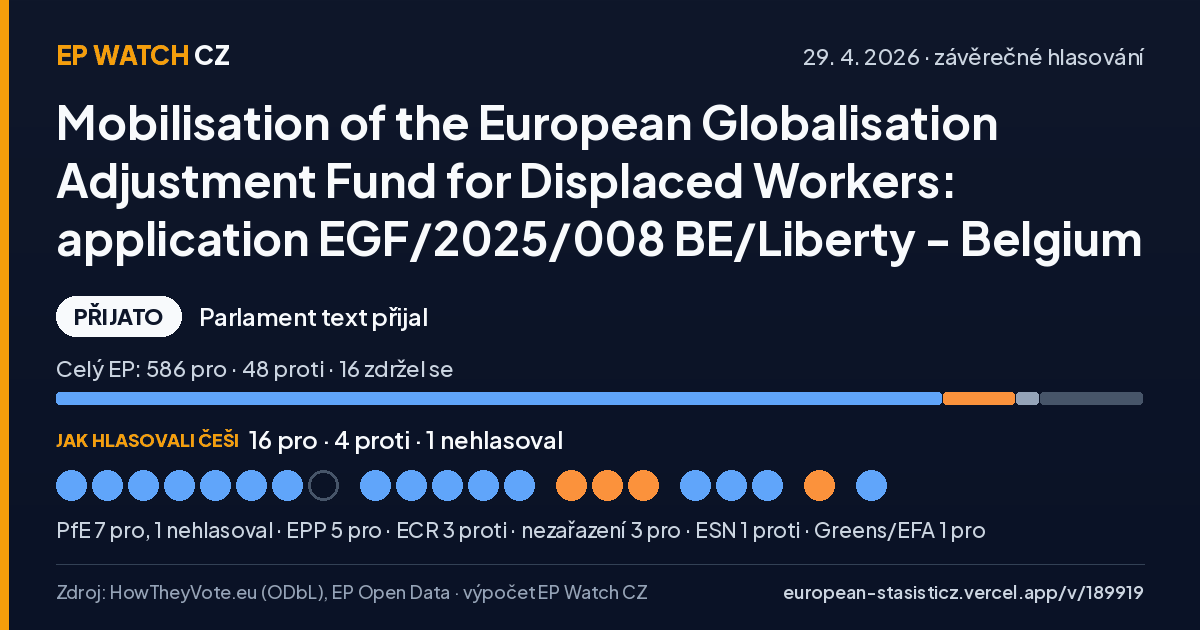 EP WATCH CZ
29. 4. 2026 · závěrečné hlasování
Mobilisation of the European Globalisation
Adjustment Fund for Displaced Workers:
application EGF/2025/008 BE/Liberty – Belgium
PŘIJATO Parlament text přijal
Celý EP: 586 pro · 48 proti · 16 zdržel se
JAK HLASOVALI ČEŠI 16 pro · 4 proti · 1 nehlasoval
PfE 7 pro, 1 nehlasoval · EPP 5 pro · ECR 3 proti · nezařazení 3 pro · ESN 1 proti · Greens/EFA 1 pro
Zdroj: HowTheyVote.eu (ODbL), EP Open Data · výpočet EP Watch CZ
european-stasisticz.vercel.app/v/189919